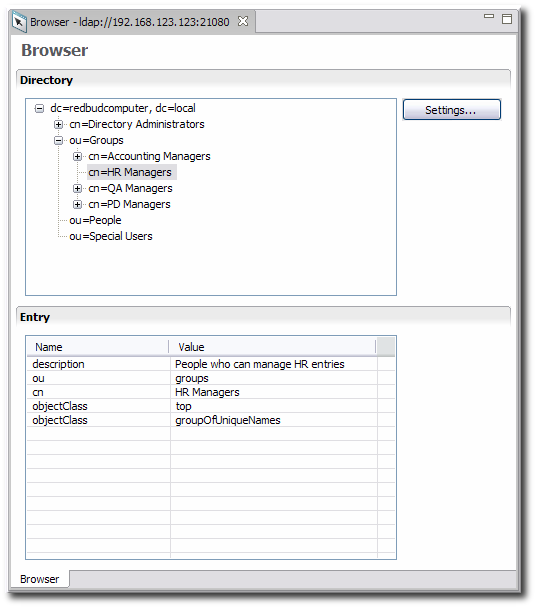 Browser - ldap://192.168.123.123:21080
Browser
Directory
dc=redbudcomputer, dc=local
Settings...
cn=Directory Administrators
ou=Groups
cn=Accounting Managers
cn=HR Managers
cn=QA Managers
cn=PD Managers
ou=People
ou=Special Users
Entry
Name Value
description People who can manage HR entries
ou groups
cn HR Managers
objectClass top
objectClass groupOfUniqueNames
Browser